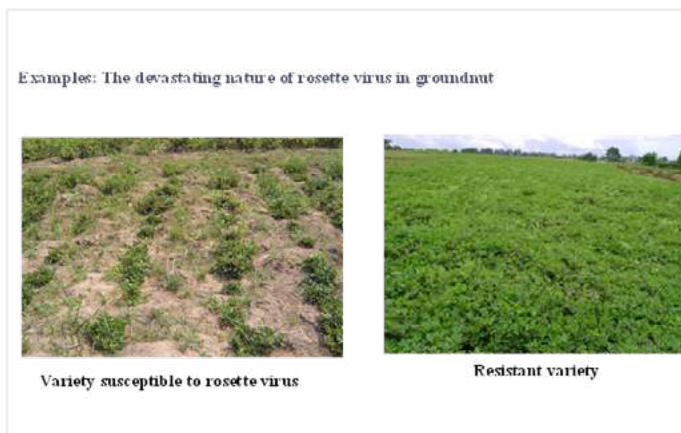 Examples: The devastating nature of rosette virus in groundnut
Variety susceptible to rosette virus
Resistant variety